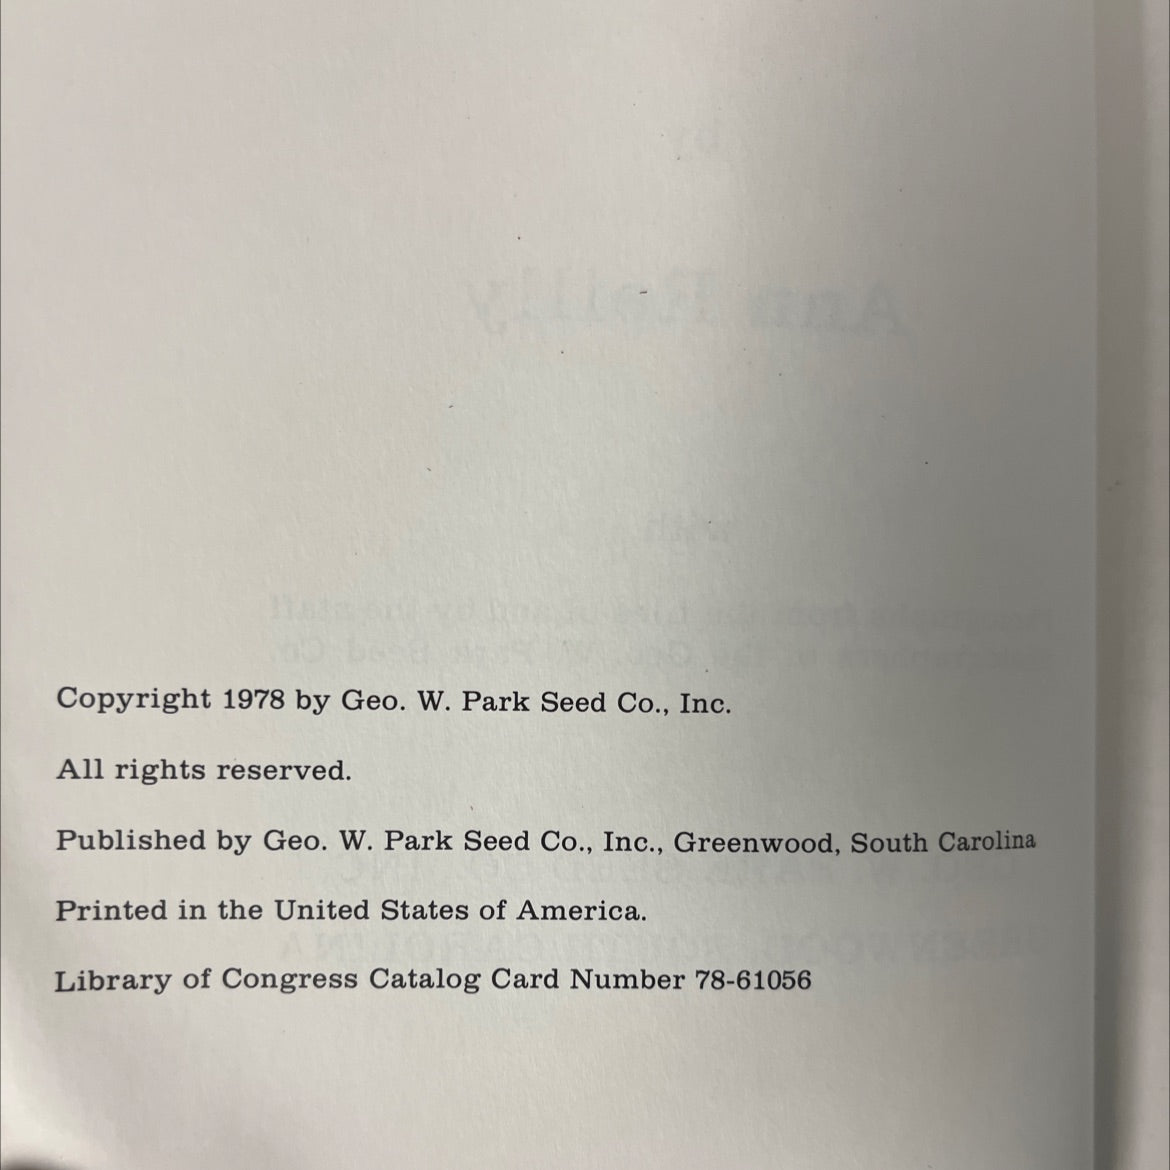 Copyright 1978 by Geo. W. Park Seed Co., Inc.
All rights reserved.
Published by Geo. W. Park Seed Co., Inc., Greenwood, South Carolina
Printed in the United States of America.
Library of Congress Catalog Card Number 78-61056